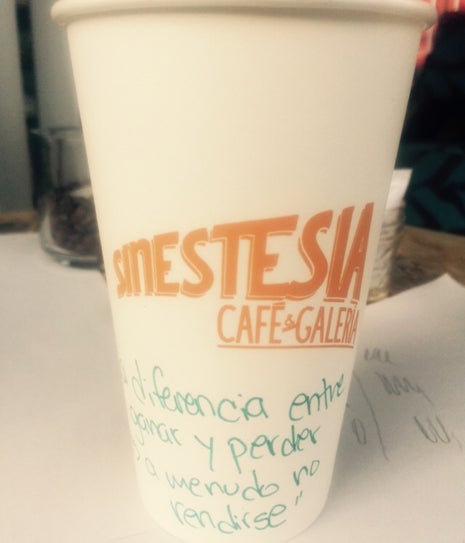 SINESTESIA
CAFÉ & GALERÍA
diferencia entre
ganar y perder
a menudo no
rendirse"